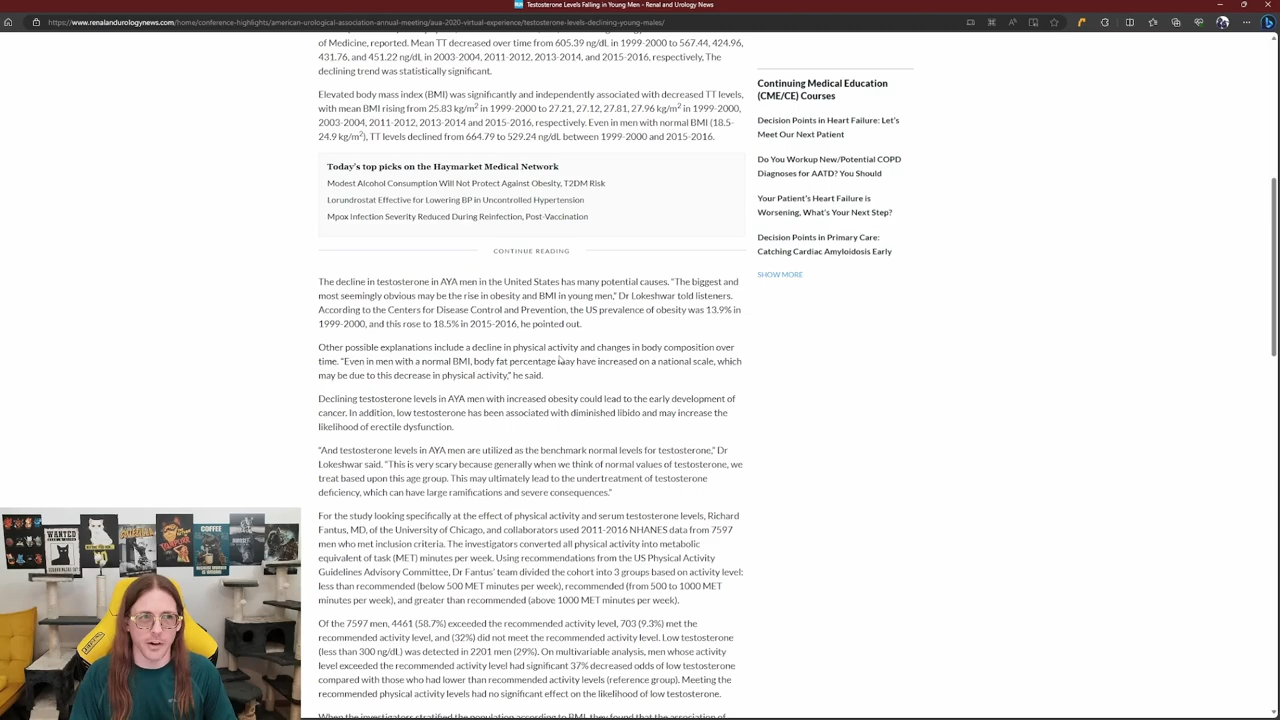 Testosterone Levels Falling in Young Men - Renal and Urology News
https://www.renalandurologynews.com/home/conference-highlights/american-urological-association-annual-meeting/aua-2020-virtual-experience/testosterone-levels-declining-young-males/
of Medicine, reported. Mean TT decreased over time from 605.39 ng/dL in 1999-2000 to 567.44, 424.96,
431.76, and 451.22 ng/dL in 2003-2004, 2011-2012, 2013-2014, and 2015-2016, respectively, The
declining trend was statistically significant.
Elevated body mass index (BMI) was significantly and independently associated with decreased TT levels,
with mean BMI rising from 25.83 kg/m2 in 1999-2000 to 27.21, 27.12, 27.81, 27.96 kg/m2 in 1999-2000,
2003-2004, 2011-2012, 2013-2014 and 2015-2016, respectively. Even in men with normal BMI (18.5-
24.9 kg/m2), TT levels declined from 664.79 to 529.24 ng/dL between 1999-2000 and 2015-2016.
Today's top picks on the Haymarket Medical Network
Modest Alcohol Consumption Will Not Protect Against Obesity, T2DM Risk
Lorundrostat Effective for Lowering BP in Uncontrolled Hypertension
Mpox Infection Severity Reduced During Reinfection, Post-Vaccination
CONTINUE READING
The decline in testosterone in AYA men in the United States has many potential causes. "The biggest and
most seemingly obvious may be the rise in obesity and BMI in young men," Dr Lokeshwar told listeners.
According to the Centers for Disease Control and Prevention, the US prevalence of obesity was 13.9% in
1999-2000, and this rose to 18.5% in 2015-2016, he pointed out.
Other possible explanations include a decline in physical activity and changes in body composition over
time. "Even in men with a normal BMI, body fat percentage may have increased on a national scale, which
may be due to this decrease in physical activity," he said.
Declining testosterone levels in AYA men with increased obesity could lead to the early development of
cancer. In addition, low testosterone has been associated with diminished libido and may increase the
likelihood of erectile dysfunction.
"And testosterone levels in AYA men are utilized as the benchmark normal levels for testosterone," Dr
Lokeshwar said. "This is very scary because generally when we think of normal values of testosterone, we
treat based upon this age group. This may ultimately lead to the undertreatment of testosterone
deficiency, which can have large ramifications and severe consequences."
For the study looking specifically at the effect of physical activity and serum testosterone levels, Richard
Fantus, MD, of the University of Chicago, and collaborators used 2011-2016 NHANES data from 7597
men who met inclusion criteria. The investigators converted all physical activity into metabolic
equivalent of task (MET) minutes per week. Using recommendations from the US Physical Activity
Guidelines Advisory Committee, Dr Fantus' team divided the cohort into 3 groups based on activity level:
less than recommended (below 500 MET minutes per week), recommended (from 500 to 1000 MET
minutes per week), and greater than recommended (above 1000 MET minutes per week).
Of the 7597 men, 4461 (58.7%) exceeded the recommended activity level, 703 (9.3%) met the
recommended activity level, and (32%) did not meet the recommended activity level. Low testosterone
(less than 300 ng/dL) was detected in 2201 men (29%). On multivariable analysis, men whose activity
level exceeded the recommended activity level had significant 37% decreased odds of low testosterone
compared with those who had lower than recommended activity levels (reference group). Meeting the
recommended physical activity levels had no significant effect on the likelihood of low testosterone.
When the investigators stratified the population according to BMI, they found that the association of
Continuing Medical Education
(CME/CE) Courses
Decision Points in Heart Failure: Let's
Meet Our Next Patient
Do You Workup New/Potential COPD
Diagnoses for AATD? You Should
Your Patient's Heart Failure is
Worsening, What's Your Next Step?
Decision Points in Primary Care:
Catching Cardiac Amyloidosis Early
SHOW MORE
WANTED
COFFEE